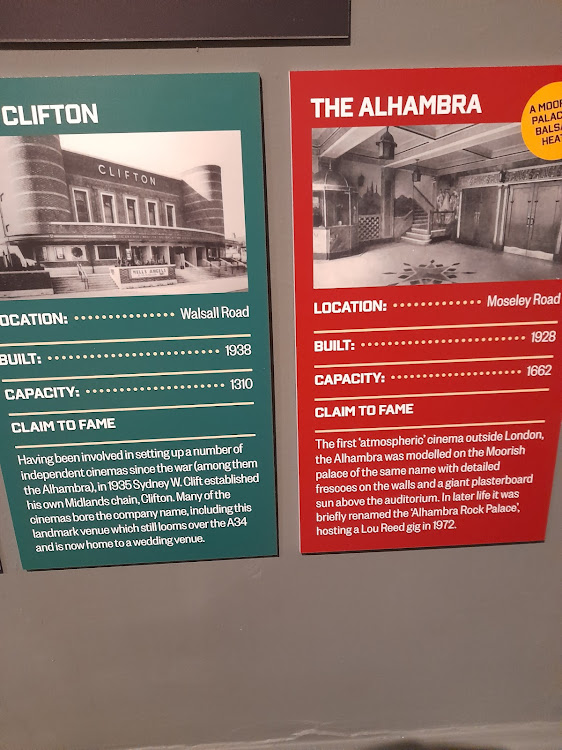 CLIFTON
CLIFTON
LOCATION: Walsall Road
BUILT: 1938
CAPACITY: 1310
CLAIM TO FAME
Having been involved in setting up a number of
independent cinemas since the war (among them
the Alhambra), in 1935 Sydney W. Clift established
his own Midlands chain, Clifton. Many of the
cinemas bore the company name, including this
landmark venue which still looms over the A34
and is now home to a wedding venue.
THE ALHAMBRA
A MOOR
PALAC
BALSA
HEAT
LOCATION: Moseley Road
BUILT: 1928
CAPACITY: 1662
CLAIM TO FAME
The first 'atmospheric' cinema outside London,
the Alhambra was modelled on the Moorish
palace of the same name with detailed
frescoes on the walls and a giant plasterboard
sun above the auditorium. In later life it was
briefly renamed the 'Alhambra Rock Palace',
hosting a Lou Reed gig in 1972.